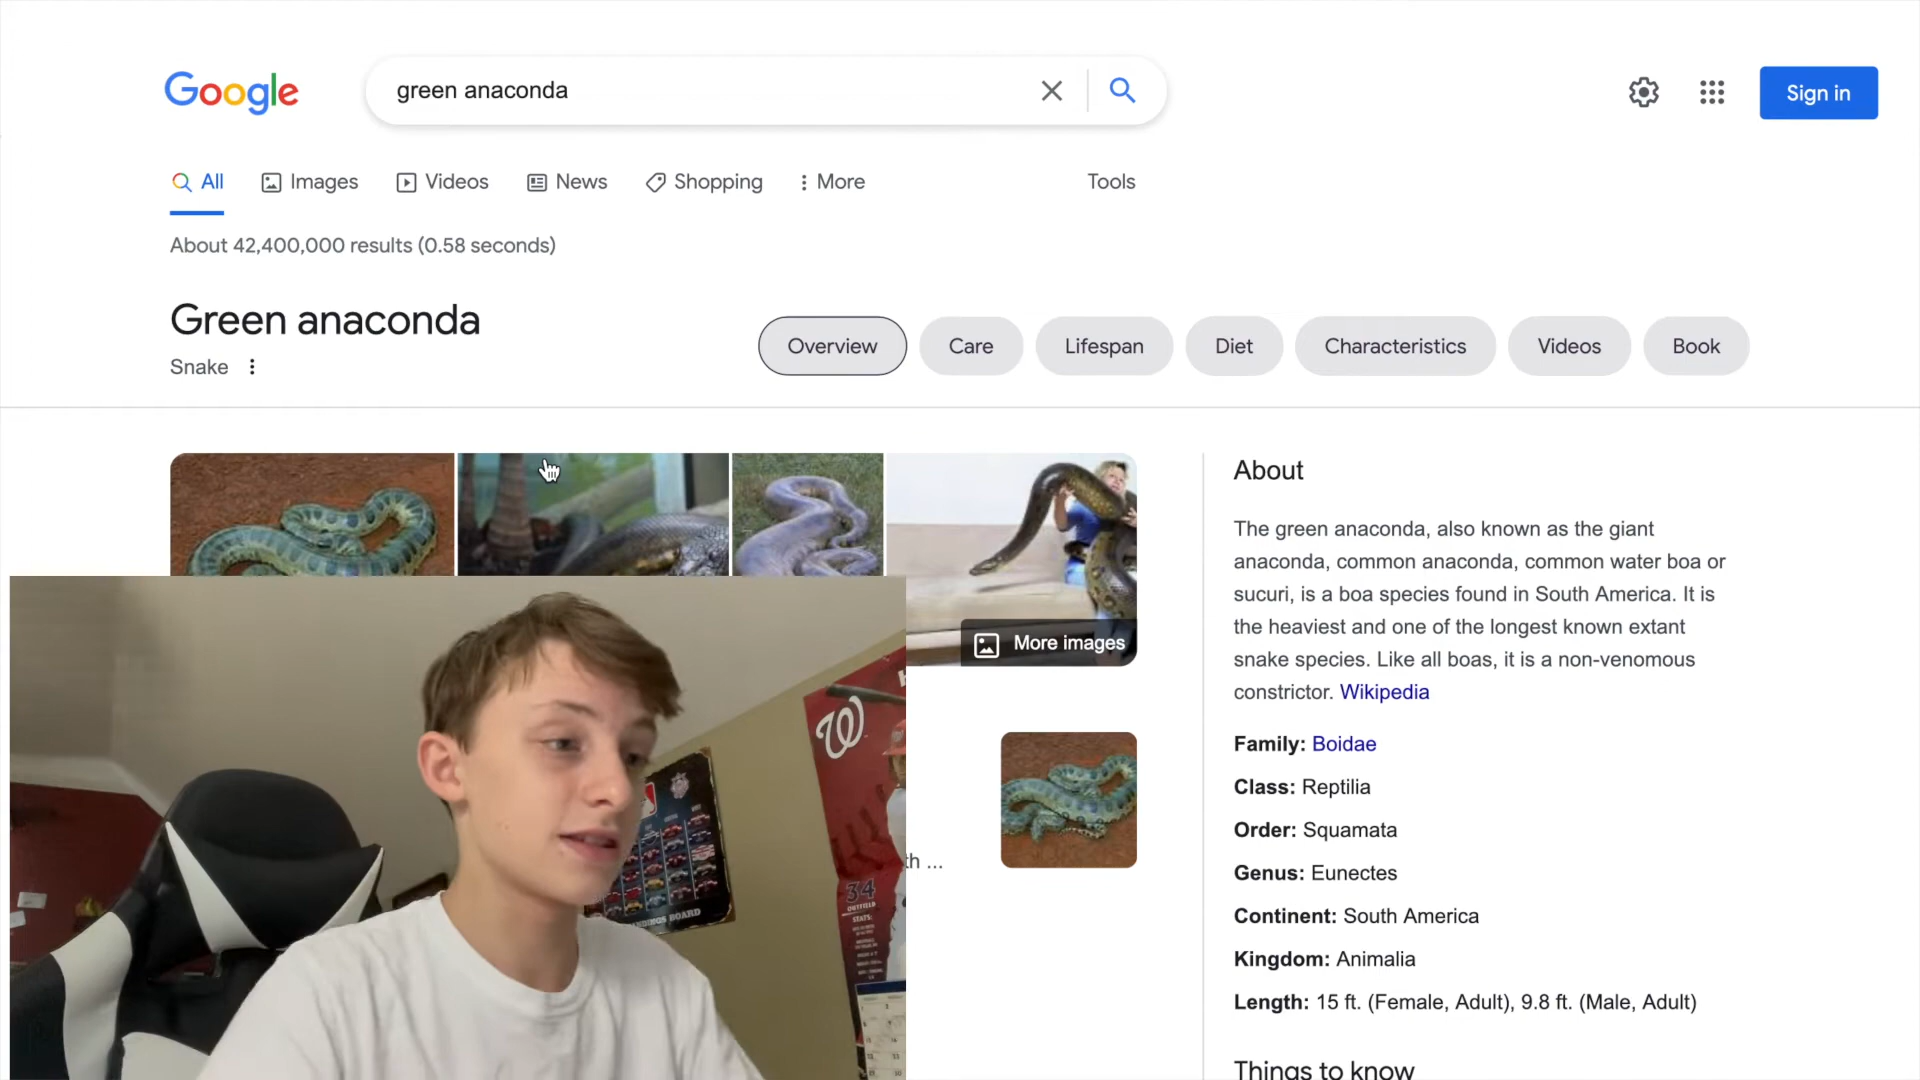 Google
green anaconda
Sign in
All
Images
Videos
News
Shopping
More
Tools
About 42,400,000 results (0.58 seconds)
Green anaconda
Snake
Overview
Care
Lifespan
Diet
Characteristics
Videos
Book
More images
th ...
About
The green anaconda, also known as the giant
anaconda, common anaconda, common water boa or
sucuri, is a boa species found in South America. It is
the heaviest and one of the longest known extant
snake species. Like all boas, it is a non-venomous
constrictor. Wikipedia
Family: Boidae
Class: Reptilia
Order: Squamata
Genus: Eunectes
Continent: South America
Kingdom: Animalia
Length: 15 ft. (Female, Adult), 9.8 ft. (Male, Adult)
Things to know
W
34
OUTFIELD
STATS:
BOARD